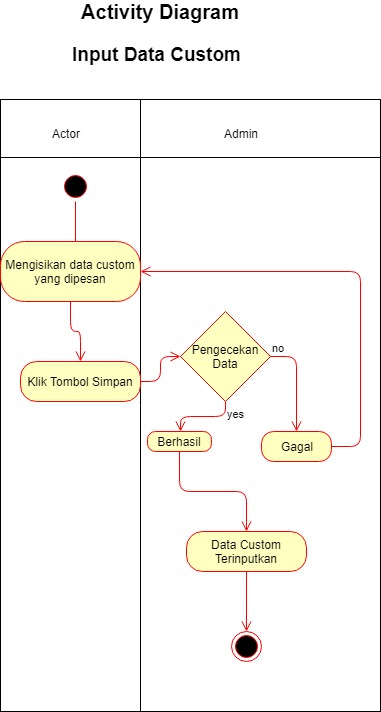 Activity Diagram
Input Data Custom
Actor
Admin
Mengisikan data custom
yang dipesan
Klik Tombol Simpan
Pengecekan
Data
no
yes
Berhasil
Gagal
Data Custom
Terinputkan